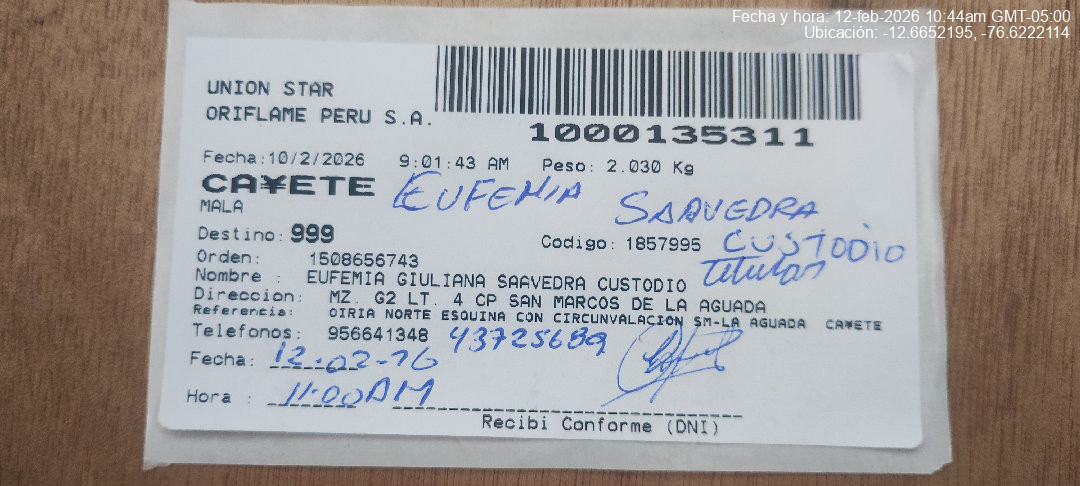 Fecha y hora: 12-feb-2026 10:44am GMT-05:00
Ubicación: -12.6652195, -76.6222114
UNION STAR
ORIFLAME PERU S.A.
1000135311
Fecha:10/2/2026 9:01:43 AM Peso: 2.030 Kg
CA¥ETE EUFEMIA SAAVEDRA
MALA
Destino: 999 Codigo: 1857995 CUSTODIO
Orden: 1508656743 titular
Nombre : EUFEMIA GIULIANA SAAVEDRA CUSTODIO
Direccion: MZ. G2 LT. 4 CP SAN MARCOS DE LA AGUADA
Referencia: OIRIA NORTE ESQUINA CON CIRCUNVALACION SM-LA AGUADA CA¥ETE
Telefonos: 956641348 43725689
Fecha: 12-02-26
Hora : 11:00AM
Recibi Conforme (DNI)